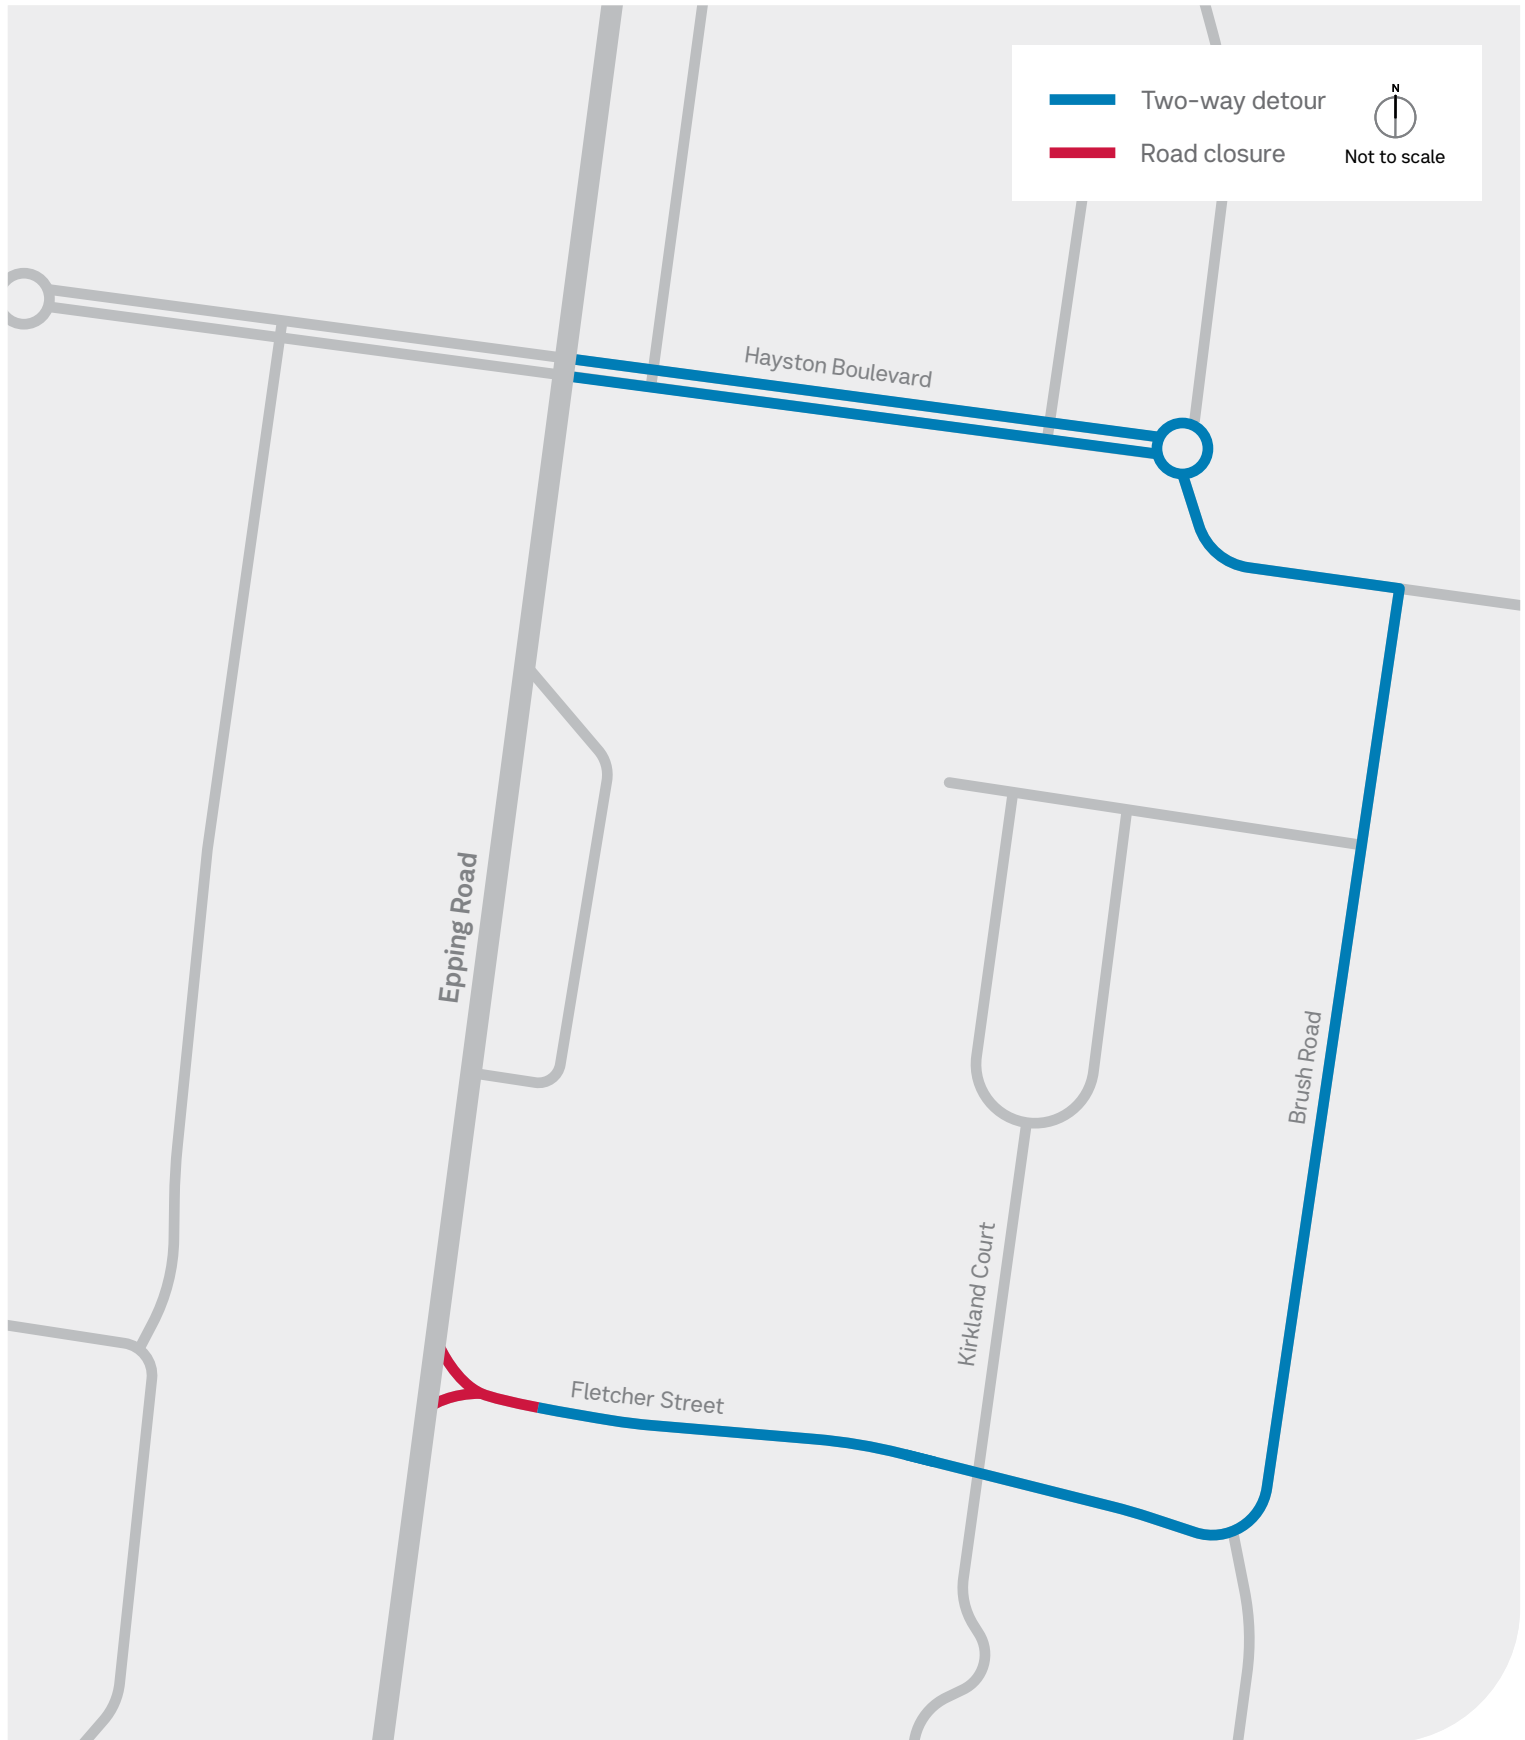 N
Two-way detour
Road closure
Not to scale
Hayston Boulevard
Epping Road
Brush Road
Kirkland Court
Fletcher Street